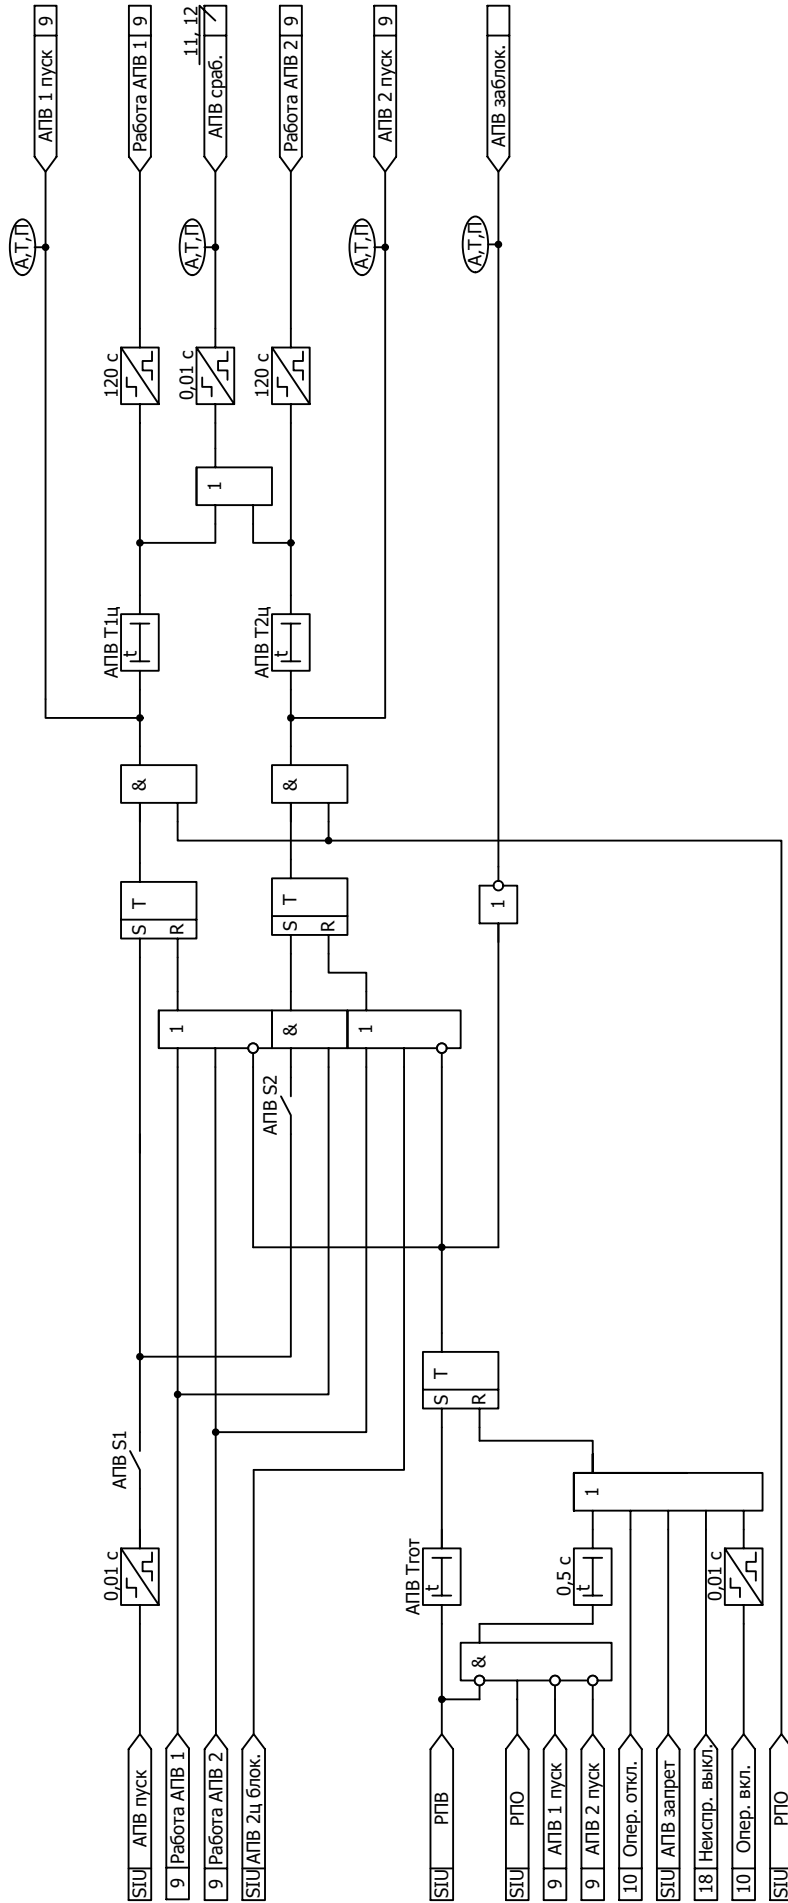 SIU АПВ пуск
9 Работа АПВ 1
9 Работа АПВ 2
SIU АПВ 2ц блок.
SIU РПВ
SIU РПО
9 АПВ 1 пуск
9 АПВ 2 пуск
10 Опер. откл.
SIU АПВ запрет
18 Неиспр. выкл.
10 Опер. вкл.
SIU РПО
0,01 с
АПВ S1
АПВ Tгот
t
&
0,5 с
t
0,01 с
1
S T
R
АПВ S2
1
&
1
S T
R
S T
R
1
&
&
АПВ Т1ц
t
АПВ Т2ц
t
1
120 с
0,01 с
120 с
А,Т,П
А,Т,П
А,Т,П
А,Т,П
АПВ 1 пуск 9
Работа АПВ 1 9
АПВ сраб.
11, 12
Работа АПВ 2 9
АПВ 2 пуск 9
АПВ заблок.